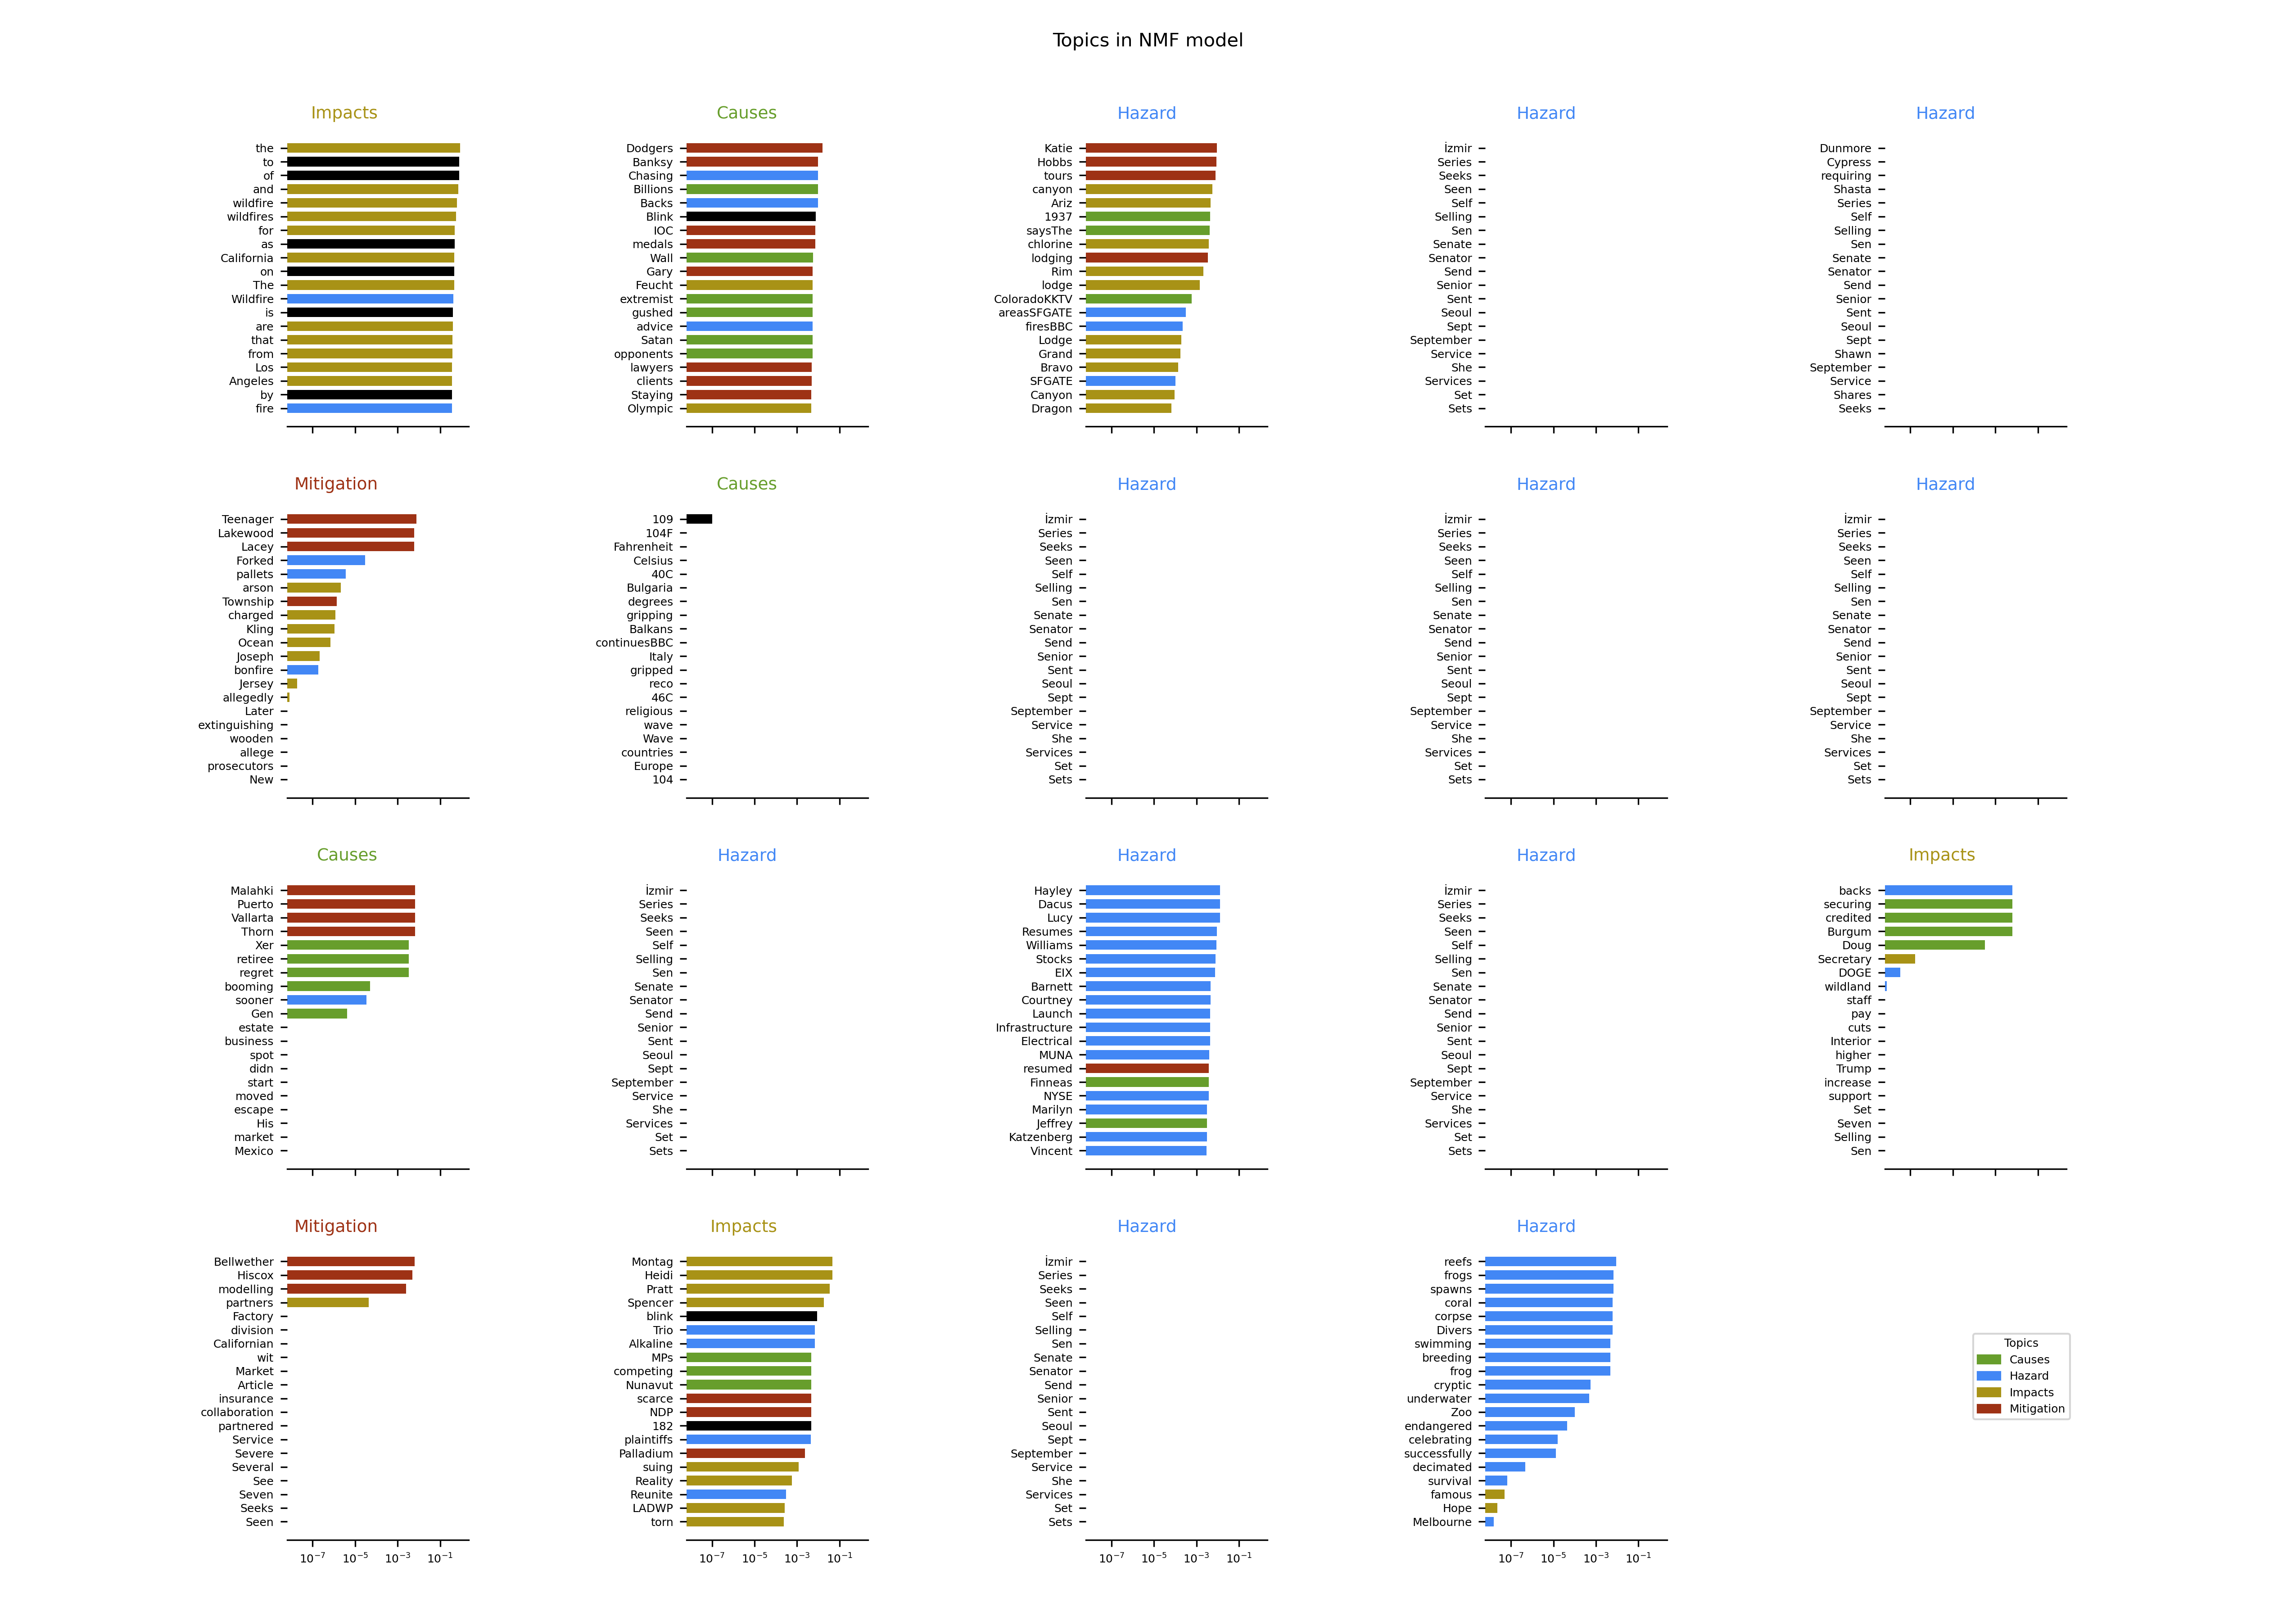 Topics in NMF model
Impacts
the
to
of
and
wildfire
wildfires
for
as
California
on
The
Wildfire
is
are
that
from
Los
Angeles
by
fire
Causes
Dodgers
Banksy
Chasing
Billions
Backs
Blink
IOC
medals
Wall
Gary
Feucht
extremist
gushed
advice
Satan
opponents
lawyers
clients
Staying
Olympic
Hazard
Katie
Hobbs
tours
canyon
Ariz
1937
saysThe
chlorine
lodging
Rim
lodge
ColoradoKKTV
areasSFGATE
firesBBC
Lodge
Grand
Bravo
SFGATE
Canyon
Dragon
Hazard
İzmir
Series
Seeks
Seen
Self
Selling
Sen
Senate
Senator
Send
Senior
Sent
Seoul
Sept
September
Service
She
Services
Set
Sets
Hazard
Dunmore
Cypress
requiring
Shasta
Series
Self
Selling
Sen
Senate
Senator
Send
Senior
Sent
Seoul
Sept
Shawn
September
Service
Shares
Seeks
Mitigation
Teenager
Lakewood
Lacey
Forked
pallets
arson
Township
charged
Kling
Ocean
Joseph
bonfire
Jersey
allegedly
Later
extinguishing
wooden
allege
prosecutors
New
Causes
109
104F
Fahrenheit
Celsius
40C
Bulgaria
degrees
gripping
Balkans
continuesBBC
Italy
gripped
reco
46C
religious
wave
Wave
countries
Europe
104
Hazard
İzmir
Series
Seeks
Seen
Self
Selling
Sen
Senate
Senator
Send
Senior
Sent
Seoul
Sept
September
Service
She
Services
Set
Sets
Hazard
İzmir
Series
Seeks
Seen
Self
Selling
Sen
Senate
Senator
Send
Senior
Sent
Seoul
Sept
September
Service
She
Services
Set
Sets
Hazard
İzmir
Series
Seeks
Seen
Self
Selling
Sen
Senate
Senator
Send
Senior
Sent
Seoul
Sept
September
Service
She
Services
Set
Sets
Causes
Malahki
Puerto
Vallarta
Thorn
Xer
retiree
regret
booming
sooner
Gen
estate
business
spot
didn
start
moved
escape
His
market
Mexico
Hazard
İzmir
Series
Seeks
Seen
Self
Selling
Sen
Senate
Senator
Send
Senior
Sent
Seoul
Sept
September
Service
She
Services
Set
Sets
Hazard
Hayley
Dacus
Lucy
Resumes
Williams
Stocks
EIX
Barnett
Courtney
Launch
Infrastructure
Electrical
MUNA
resumed
Finneas
NYSE
Marilyn
Jeffrey
Katzenberg
Vincent
Hazard
İzmir
Series
Seeks
Seen
Self
Selling
Sen
Senate
Senator
Send
Senior
Sent
Seoul
Sept
September
Service
She
Services
Set
Sets
Impacts
backs
securing
credited
Burgum
Doug
Secretary
DOGE
wildland
staff
pay
cuts
Interior
higher
Trump
increase
support
Set
Seven
Selling
Sen
Mitigation
Bellwether
Hiscox
modelling
partners
Factory
division
Californian
wit
Market
Article
insurance
collaboration
partnered
Service
Severe
Several
See
Seven
Seeks
Seen
10⁻⁷ 10⁻⁵ 10⁻³ 10⁻¹
Impacts
Montag
Heidi
Pratt
Spencer
blink
Trio
Alkaline
MPs
competing
Nunavut
scarce
NDP
182
plaintiffs
Palladium
suing
Reality
Reunite
LADWP
torn
10⁻⁷ 10⁻⁵ 10⁻³ 10⁻¹
Hazard
İzmir
Series
Seeks
Seen
Self
Selling
Sen
Senate
Senator
Send
Senior
Sent
Seoul
Sept
September
Service
She
Services
Set
Sets
10⁻⁷ 10⁻⁵ 10⁻³ 10⁻¹
Hazard
reefs
frogs
spawns
coral
corpse
Divers
swimming
breeding
frog
cryptic
underwater
Zoo
endangered
celebrating
successfully
decimated
survival
famous
Hope
Melbourne
10⁻⁷ 10⁻⁵ 10⁻³ 10⁻¹
Topics
Causes
Hazard
Impacts
Mitigation